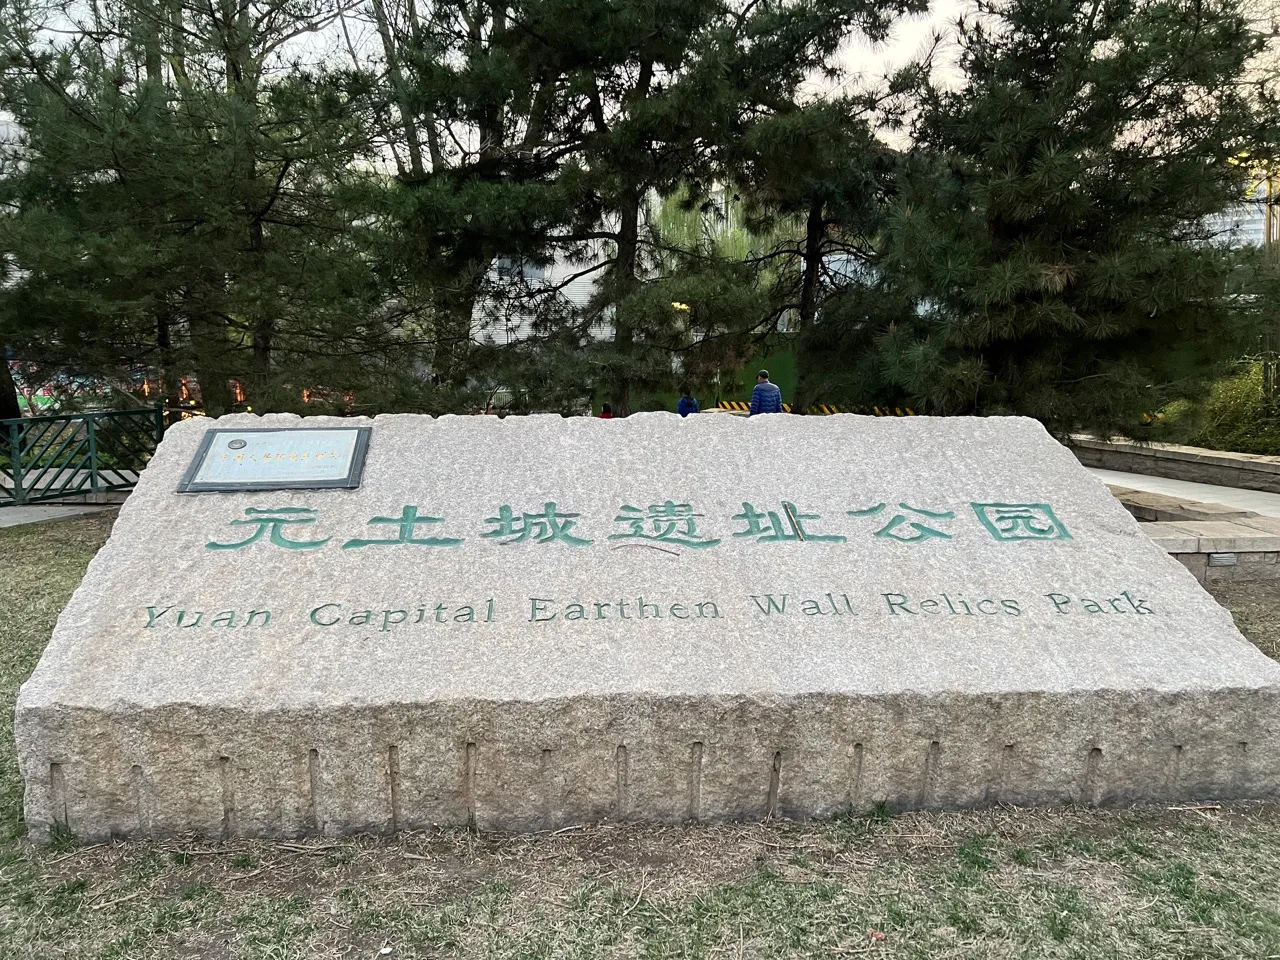 元土城遗址公园
Yuan Capital Earthen Wall Relics Park